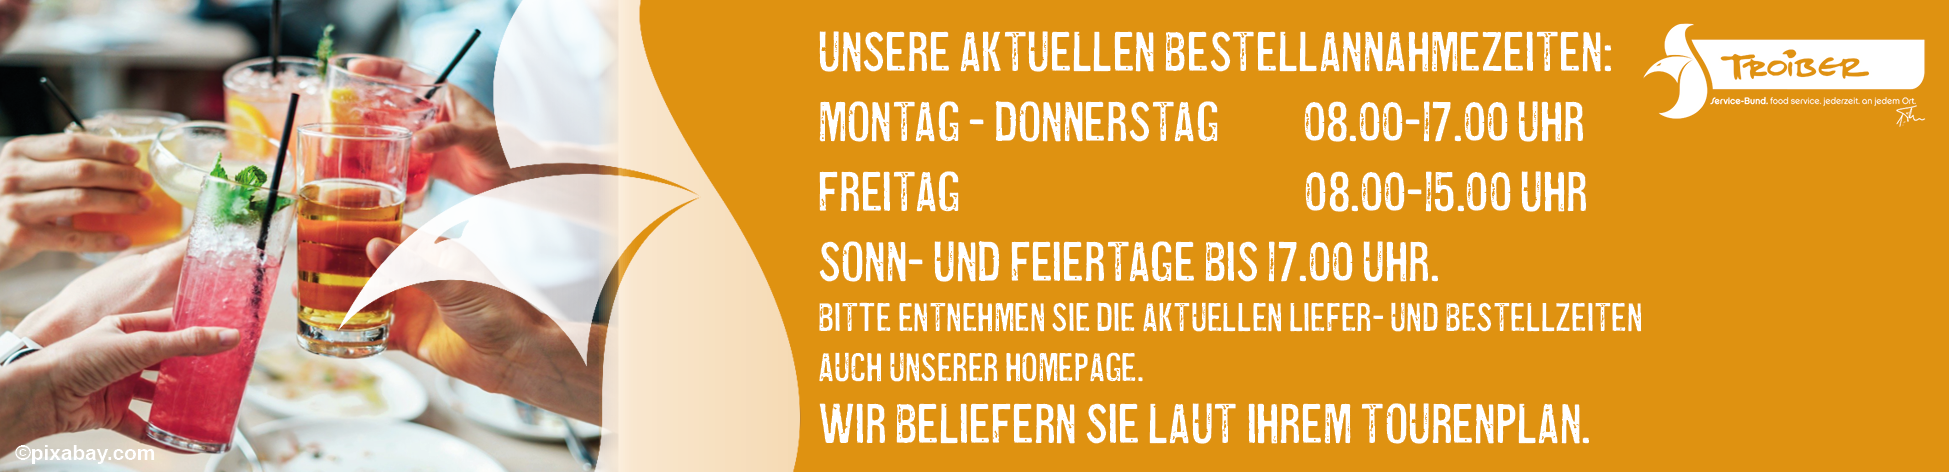 UNSERE AKTUELLEN BESTELLANNAHMEZEITEN:
MONTAG - DONNERSTAG 08.00-17.00 UHR
FREITAG 08.00-15.00 UHR
SONN- UND FEIERTAGE BIS 17.00 UHR.
BITTE ENTNEHMEN SIE DIE AKTUELLEN LIEFER- UND BESTELLZEITEN
AUCH UNSERER HOMEPAGE.
WIR BELIEFERN SIE LAUT IHREM TOURENPLAN.
TROIBER
Service-Bund. food service. jederzeit. an jedem Ort.
©pixabay.com